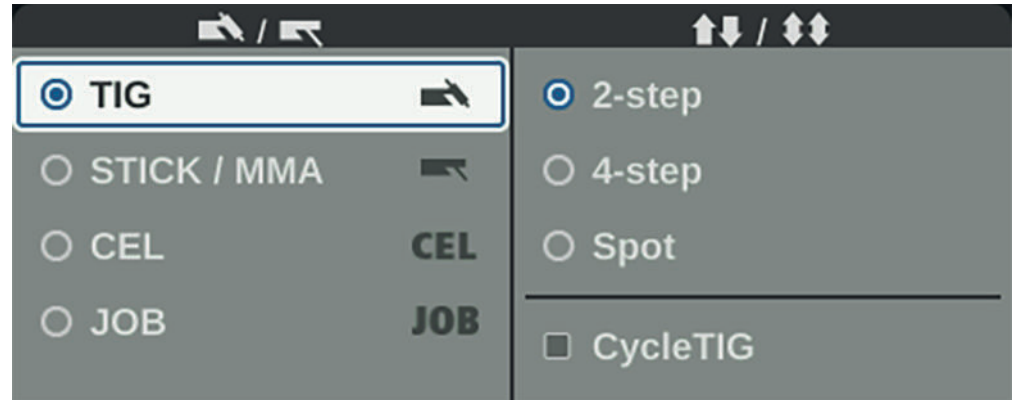 /
/
TIG
STICK / MMA
CEL CEL
JOB JOB
2-step
4-step
Spot
CycleTIG